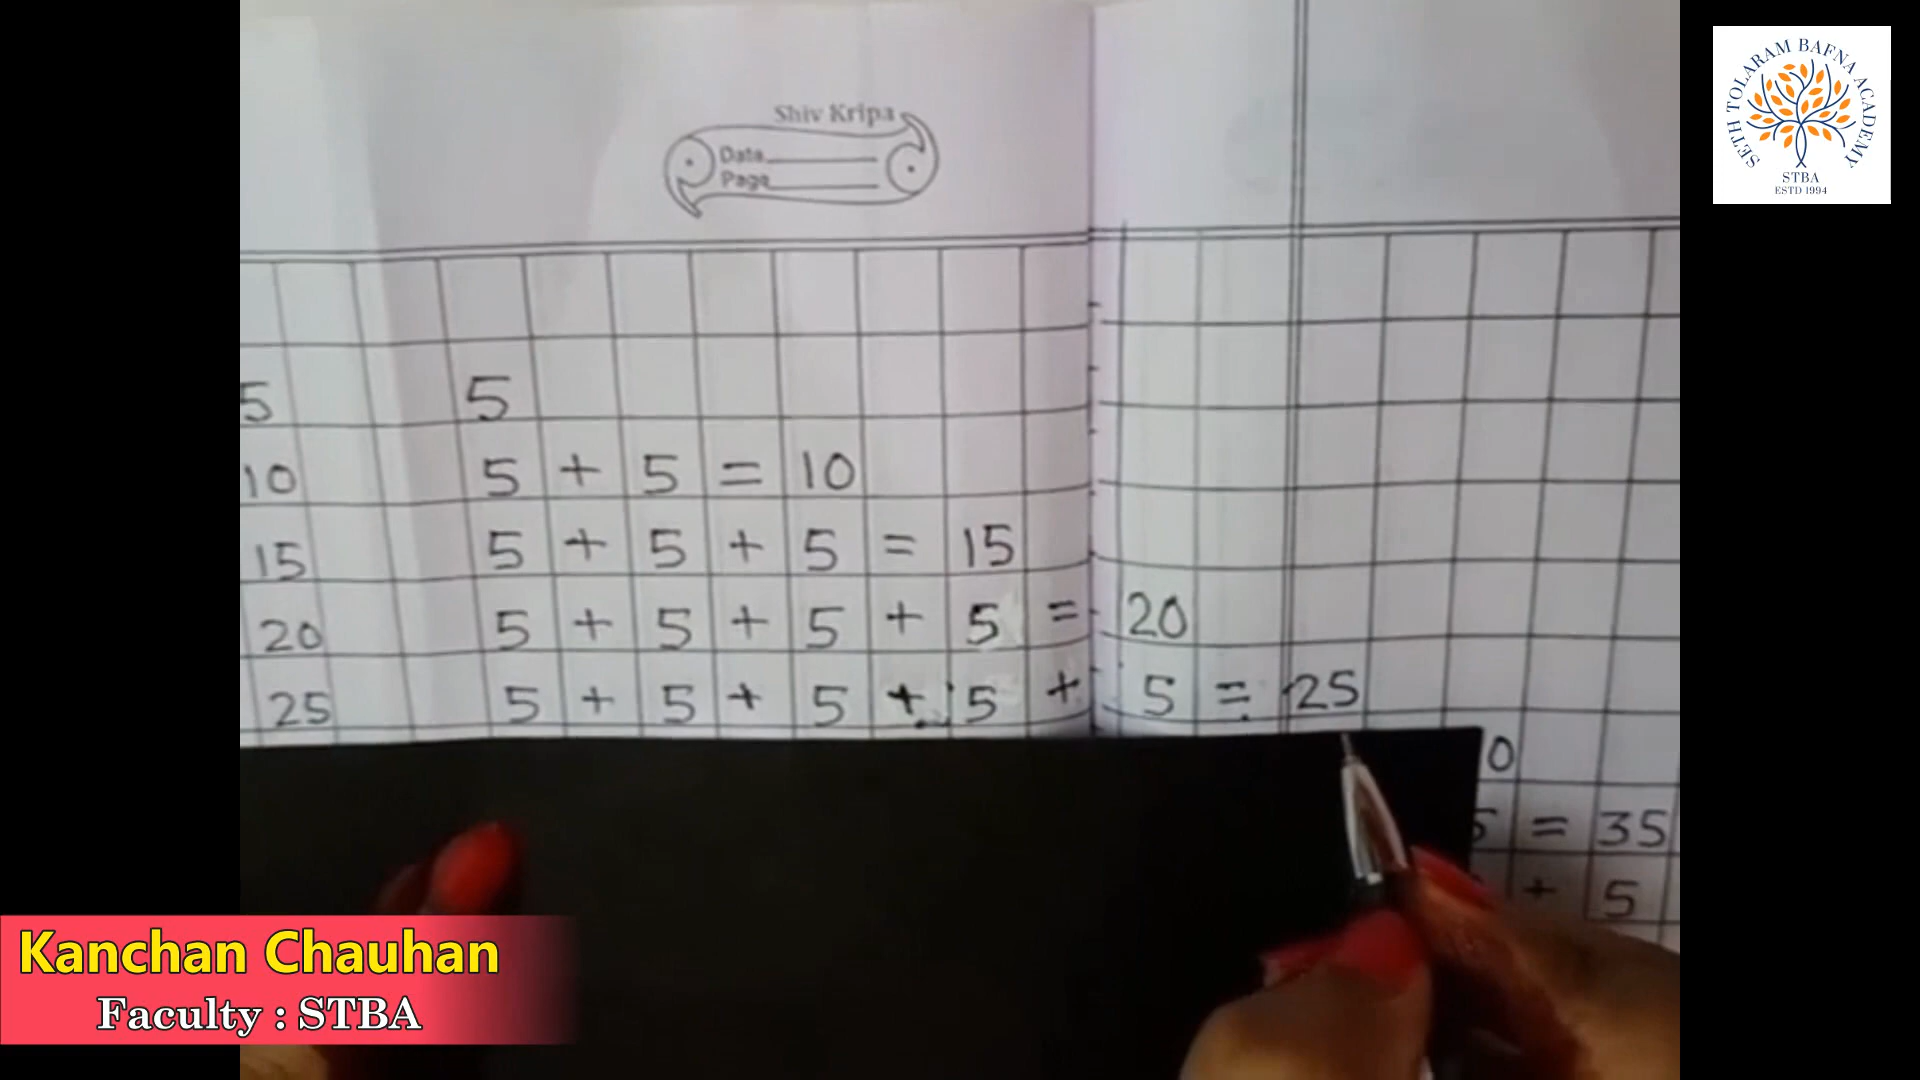 SETH TOLARAM BAFNA ACADEMY
STBA
ESTD 1994
Shiv Kripa
Date
Page
5 5
10 5 + 5 = 10
15 5 + 5 + 5 = 15
20 5 + 5 + 5 + 5 = 20
25 5 + 5 + 5 + 5 + 5 = 25
0
5 = 35
+ 5
Kanchan Chauhan
Faculty : STBA